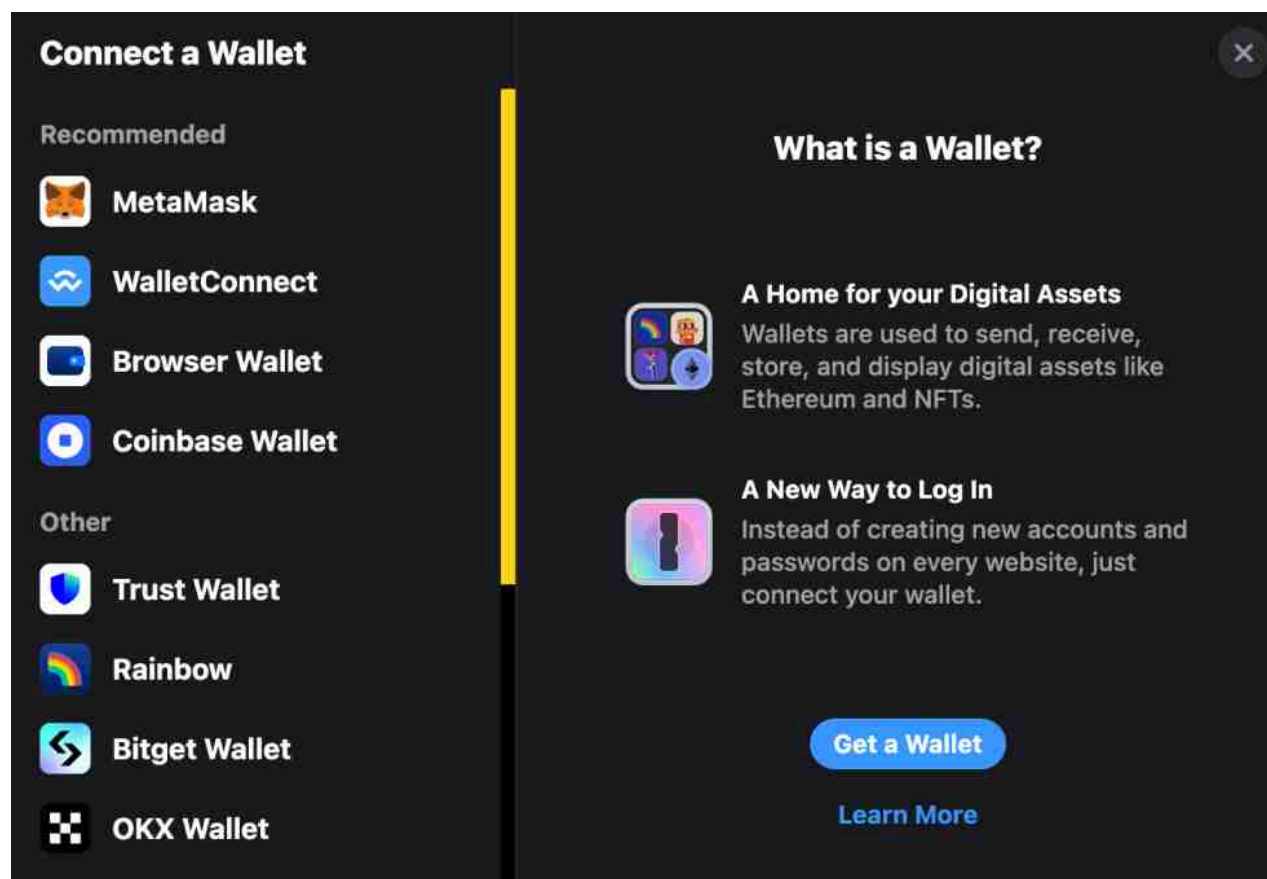 Connect a Wallet
Recommended
MetaMask
WalletConnect
Browser Wallet
Coinbase Wallet
Other
Trust Wallet
Rainbow
Bitget Wallet
OKX Wallet
What is a Wallet?
A Home for your Digital Assets
Wallets are used to send, receive,
store, and display digital assets like
Ethereum and NFTs.
A New Way to Log In
Instead of creating new accounts and
passwords on every website, just
connect your wallet.
Get a Wallet
Learn More